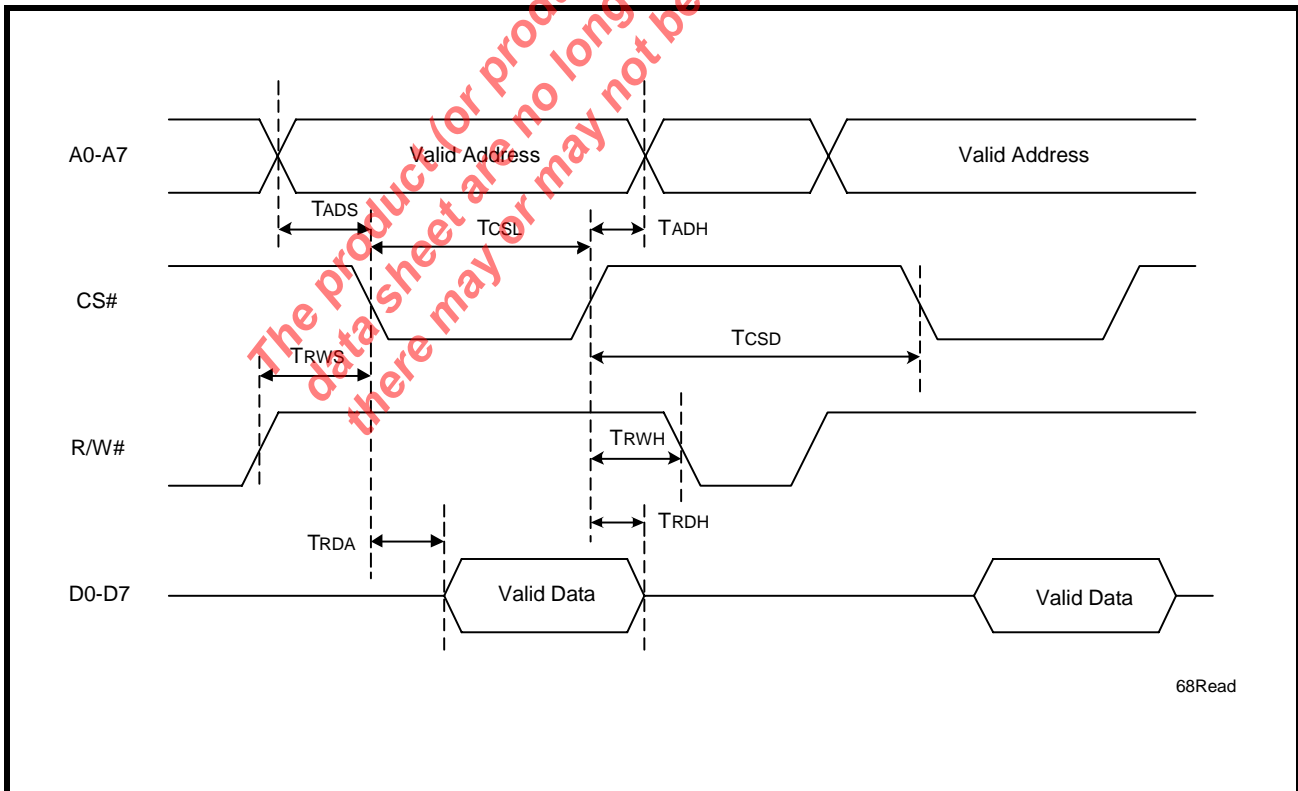 The product (or produ
data sheet are no long
there may or may not be
A0-A7
Valid Address
Valid Address
TADS
TCSL
TADH
CS#
TCSD
TRWS
R/W#
TRWH
TRDH
TRDA
D0-D7
Valid Data
Valid Data
68Read